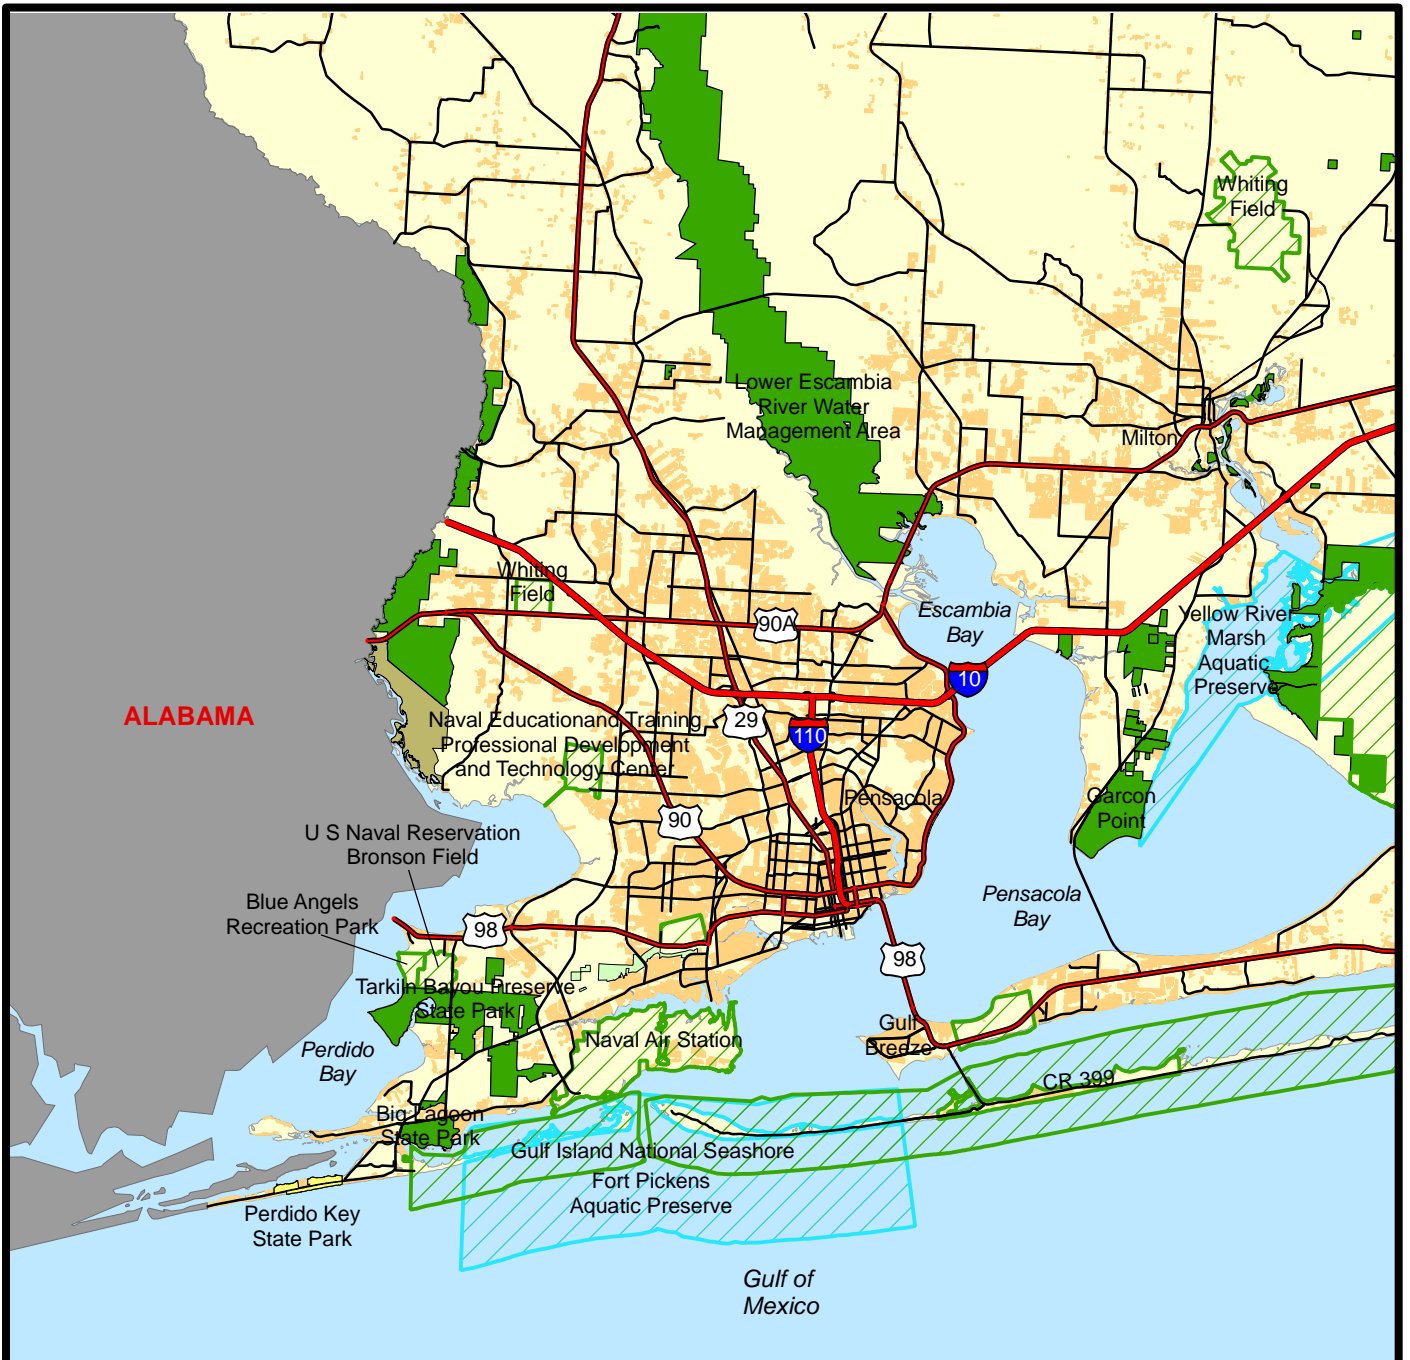 Whiting
Field
Lower Escambia
River Water
Management Area
Milton
Whiting
Field
Escambia
Bay
90A
Yellow River
Marsh
Aquatic
Preserve
10
ALABAMA
Naval Educationand Training
Professional Development
and Technology Center
29
110
Pensacola
Garcon
Point
90
U S Naval Reservation
Bronson Field
Blue Angels
Recreation Park
Pensacola
Bay
98
98
Tarkiln Bayou Preserve
State Park
Gulf
Breeze
Naval Air Station
Perdido
Bay
CR 399
Big Lagoon
State Park
Gulf Island National Seashore
Fort Pickens
Aquatic Preserve
Perdido Key
State Park
Gulf of
Mexico